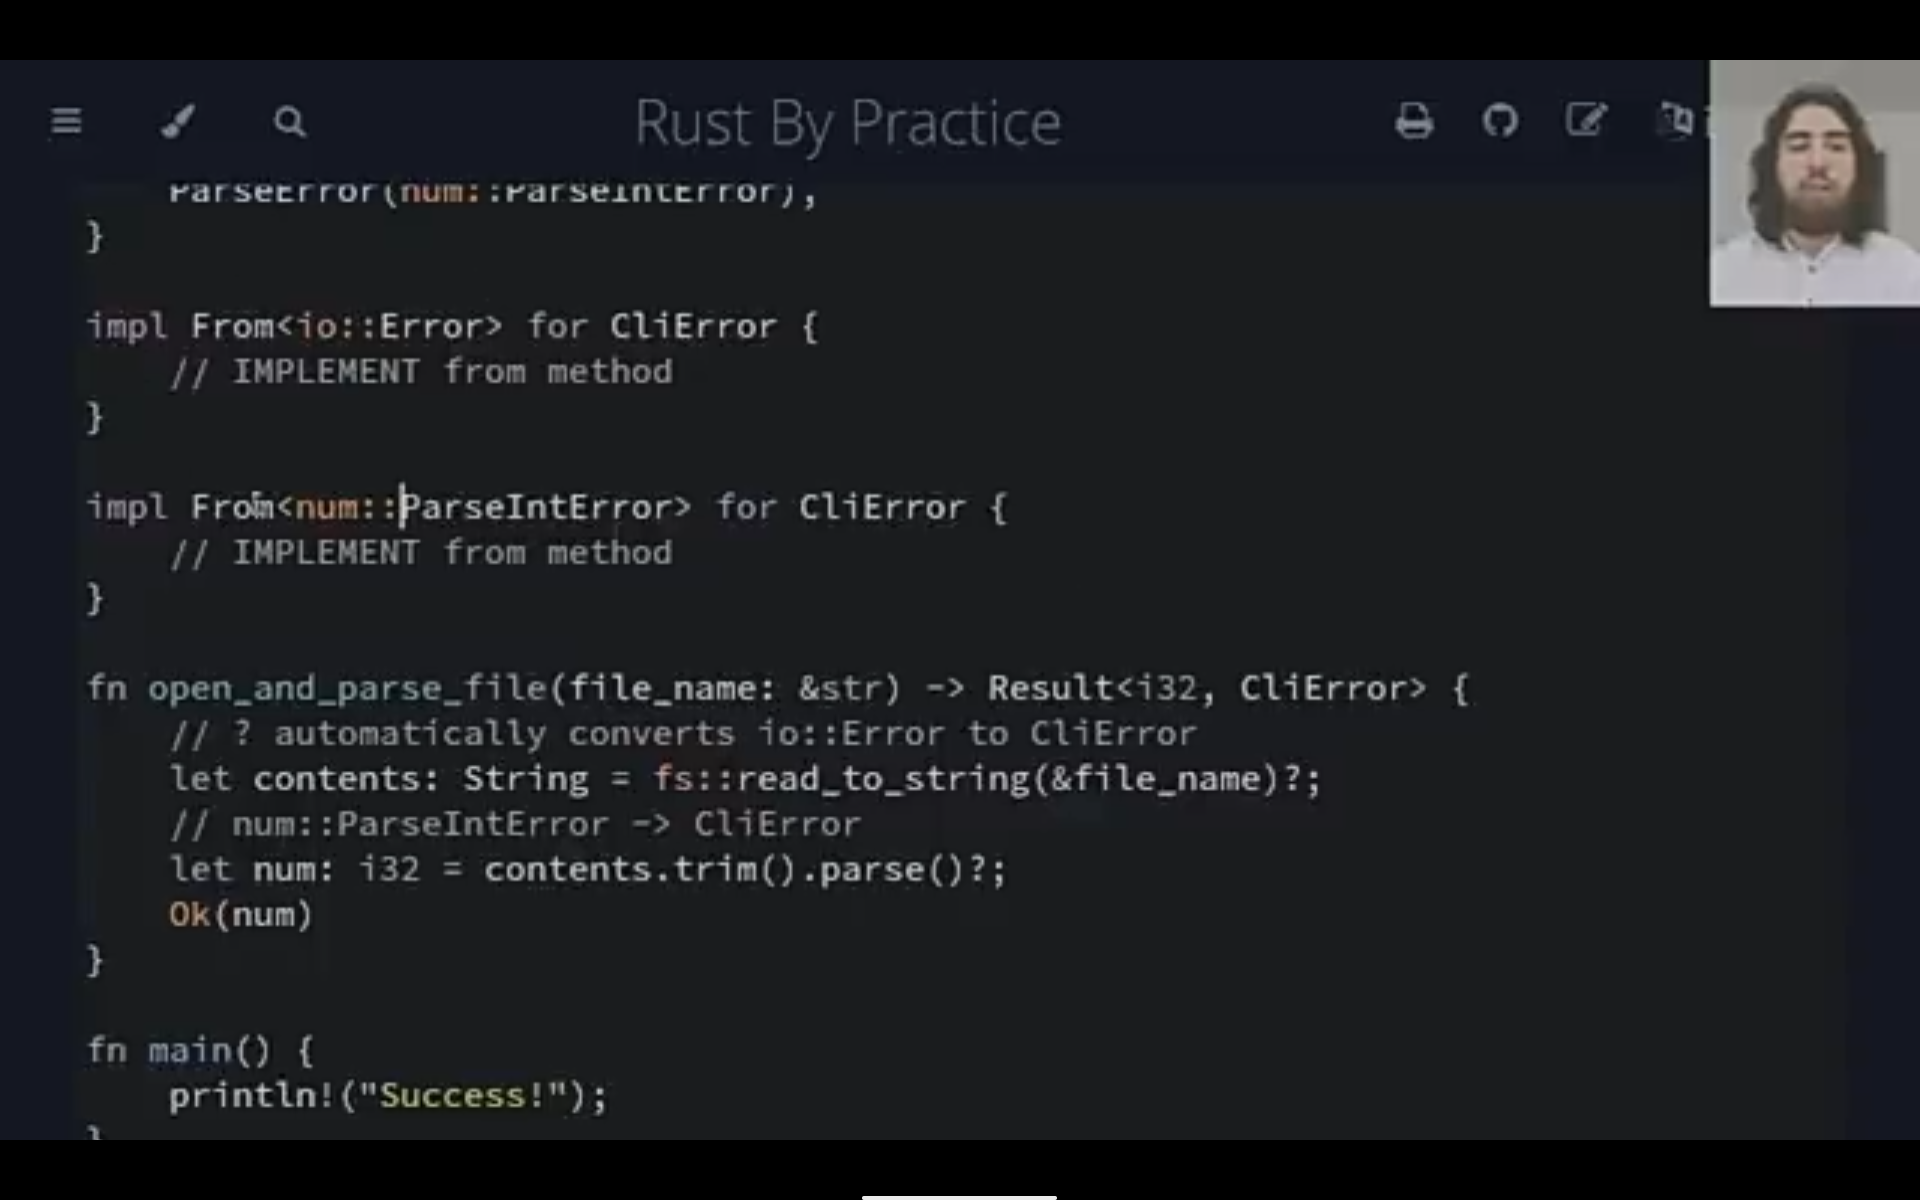 Rust By Practice
ParseError(num::ParseIntError),
}
impl From<io::Error> for CliError {
// IMPLEMENT from method
}
impl From<num::ParseIntError> for CliError {
// IMPLEMENT from method
}
fn open_and_parse_file(file_name: &str) -> Result<i32, CliError> {
// ? automatically converts io::Error to CliError
let contents: String = fs::read_to_string(&file_name)?;
// num::ParseIntError -> CliError
let num: i32 = contents.trim().parse()?;
Ok(num)
}
fn main() {
println!("Success!");
}